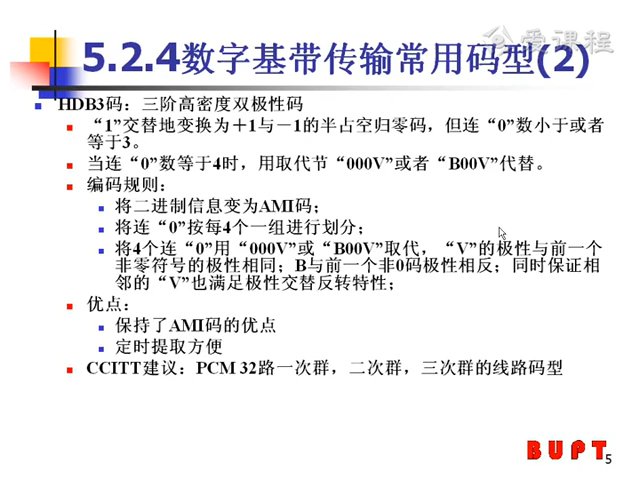 爱课程
5.2.4数字基带传输常用码型(2)
HDB3码：三阶高密度双极性码
“1”交替地变换为＋1与－1的半占空归零码，但连“0”数小于或者
等于3。
当连“0”数等于4时，用取代节“000V”或者“B00V”代替。
编码规则：
将二进制信息变为AMI码；
将连“0”按每4个一组进行划分；
将4个连“0”用“000V”或“B00V”取代，“V”的极性与前一个
非零符号的极性相同；B与前一个非0码极性相反；同时保证相
邻的“V”也满足极性交替反转特性；
优点：
保持了AMI码的优点
定时提取方便
CCITT建议：PCM 32路一次群，二次群，三次群的线路码型
BUPT
5